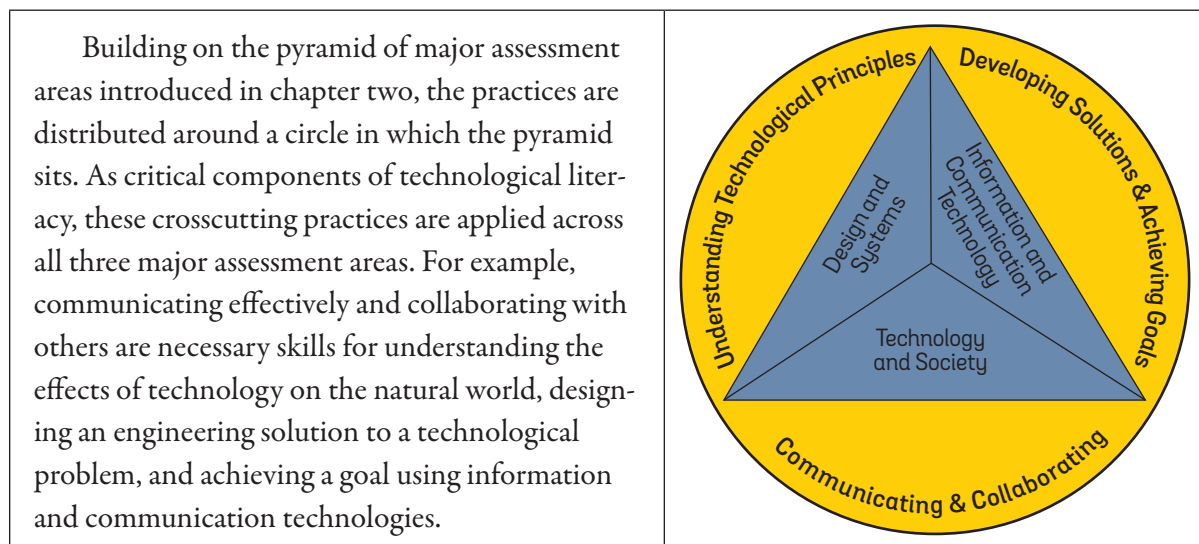 Building on the pyramid of major assessment
areas introduced in chapter two, the practices are
distributed around a circle in which the pyramid
sits. As critical components of technological liter-
acy, these crosscutting practices are applied across
all three major assessment areas. For example,
communicating effectively and collaborating with
others are necessary skills for understanding the
effects of technology on the natural world, design-
ing an engineering solution to a technological
problem, and achieving a goal using information
and communication technologies.
Understanding Technological Principles
Developing Solutions & Achieving Goals
Design and
Systems
Information and
Communication
Technology
Technology
and Society
Communicating & Collaborating